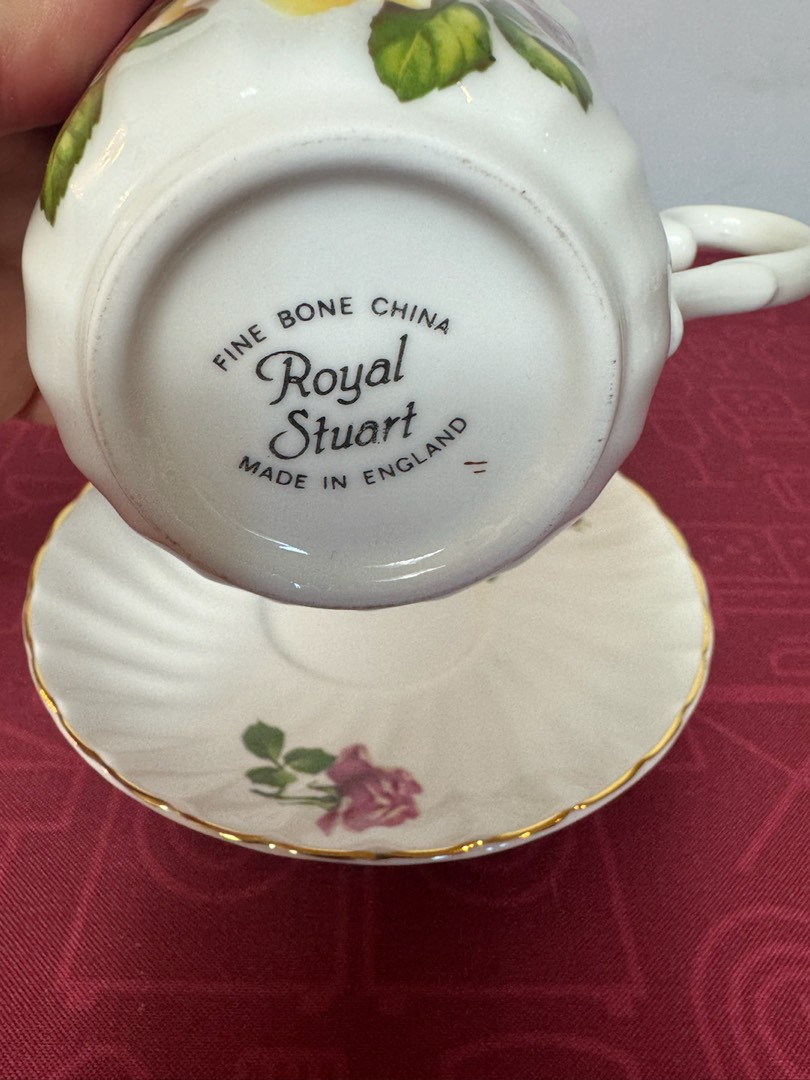 FINE BONE CHINA
Royal
Stuart
MADE IN ENGLAND